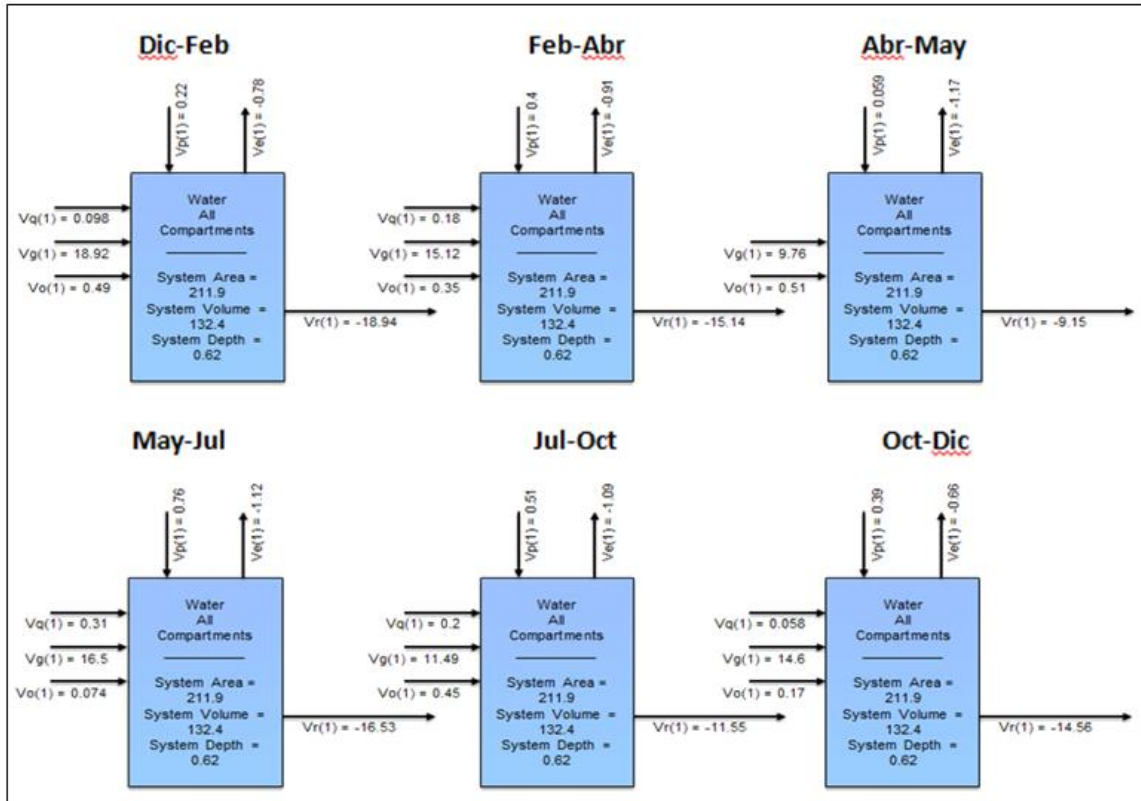 Dic-Feb
Vp(1) = 0.22
Ve(1) = -0.78
Vq(1) = 0.098
Vg(1) = 18.92
Vo(1) = 0.49
Water
All
Compartments
System Area =
211.9
System Volume =
132.4
System Depth =
0.62
Vr(1) = -18.94
Feb-Abr
Vp(1) = 0.4
Ve(1) = -0.91
Vq(1) = 0.18
Vg(1) = 15.12
Vo(1) = 0.35
Water
All
Compartments
System Area =
211.9
System Volume =
132.4
System Depth =
0.62
Vr(1) = -15.14
Abr-May
Vp(1) = 0.059
Ve(1) = -1.17
Vg(1) = 9.76
Vo(1) = 0.51
Water
All
Compartments
System Area =
211.9
System Volume =
132.4
System Depth =
0.62
Vr(1) = -9.15
May-Jul
Vp(1) = 0.76
Ve(1) = -1.12
Vq(1) = 0.31
Vg(1) = 16.5
Vo(1) = 0.074
Water
All
Compartments
System Area =
211.9
System Volume =
132.4
System Depth =
0.62
Vr(1) = -16.53
Jul-Oct
Vp(1) = 0.51
Ve(1) = -1.09
Vq(1) = 0.2
Vg(1) = 11.49
Vo(1) = 0.45
Water
All
Compartments
System Area =
211.9
System Volume =
132.4
System Depth =
0.62
Vr(1) = -11.55
Oct-Dic
Vp(1) = 0.39
Ve(1) = -0.66
Vq(1) = 0.058
Vg(1) = 14.6
Vo(1) = 0.17
Water
All
Compartments
System Area =
211.9
System Volume =
132.4
System Depth =
0.62
Vr(1) = -14.56